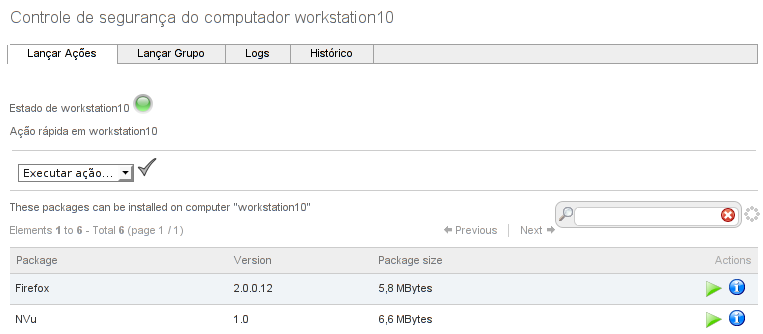 Controle de segurança do computador workstation10
Lançar Ações Lançar Grupo Logs Histórico
Estado de workstation10
Ação rápida em workstation10
Executar ação...
These packages can be installed on computer "workstation10"
Elements 1 to 6 - Total 6 (page 1 / 1) Previous Next
Package Version Package size Actions
Firefox 2.0.0.12 5,8 MBytes
NVu 1.0 6,6 MBytes